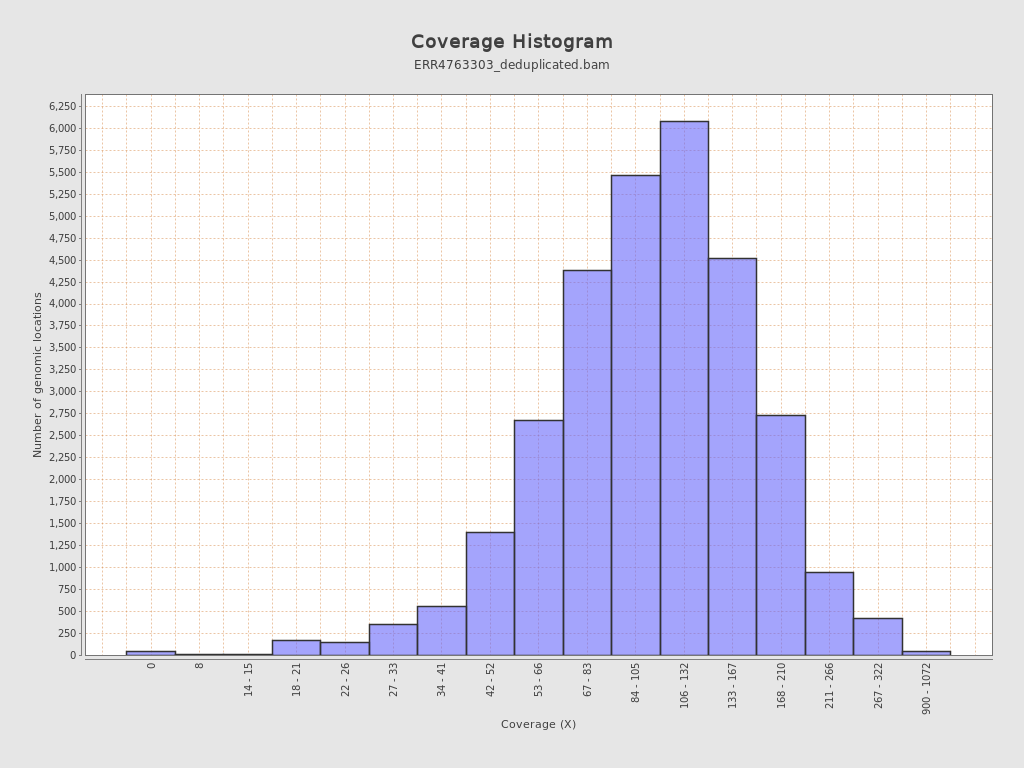 Coverage Histogram
ERR4763303_deduplicated.bam
Number of genomic locations
6,250
6,000
5,750
5,500
5,250
5,000
4,750
4,500
4,250
4,000
3,750
3,500
3,250
3,000
2,750
2,500
2,250
2,000
1,750
1,500
1,250
1,000
750
500
250
0
0
8
14 - 15
18 - 21
22 - 26
27 - 33
34 - 41
42 - 52
53 - 66
67 - 83
84 - 105
106 - 132
133 - 167
168 - 210
211 - 266
267 - 322
900 - 1072
Coverage (X)